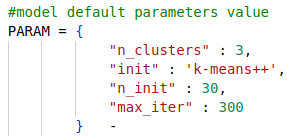 #model default parameters value
PARAM = {
"n_clusters" : 3,
"init" : 'k-means++',
"n_init" : 30,
"max_iter" : 300
} -